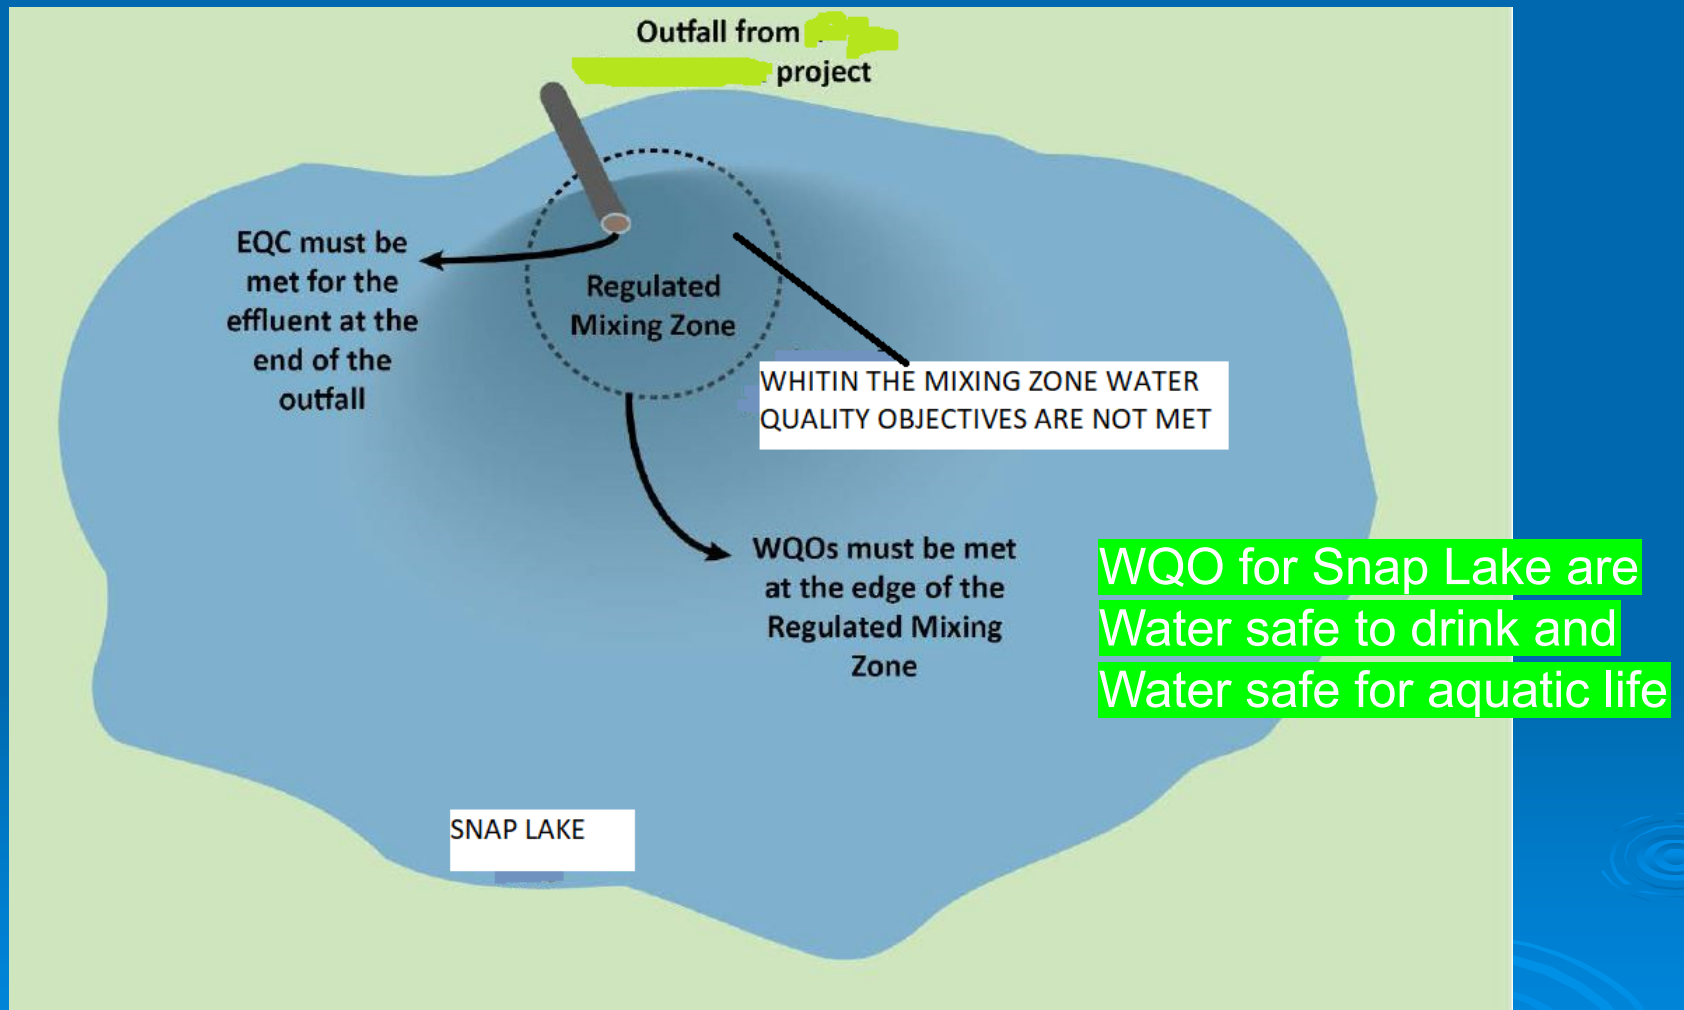 Outfall from
project
EQC must be
met for the
effluent at the
end of the
outfall
Regulated
Mixing Zone
WHITIN THE MIXING ZONE WATER
QUALITY OBJECTIVES ARE NOT MET
WQOs must be met
at the edge of the
Regulated Mixing
Zone
WQO for Snap Lake are
Water safe to drink and
Water safe for aquatic life
SNAP LAKE